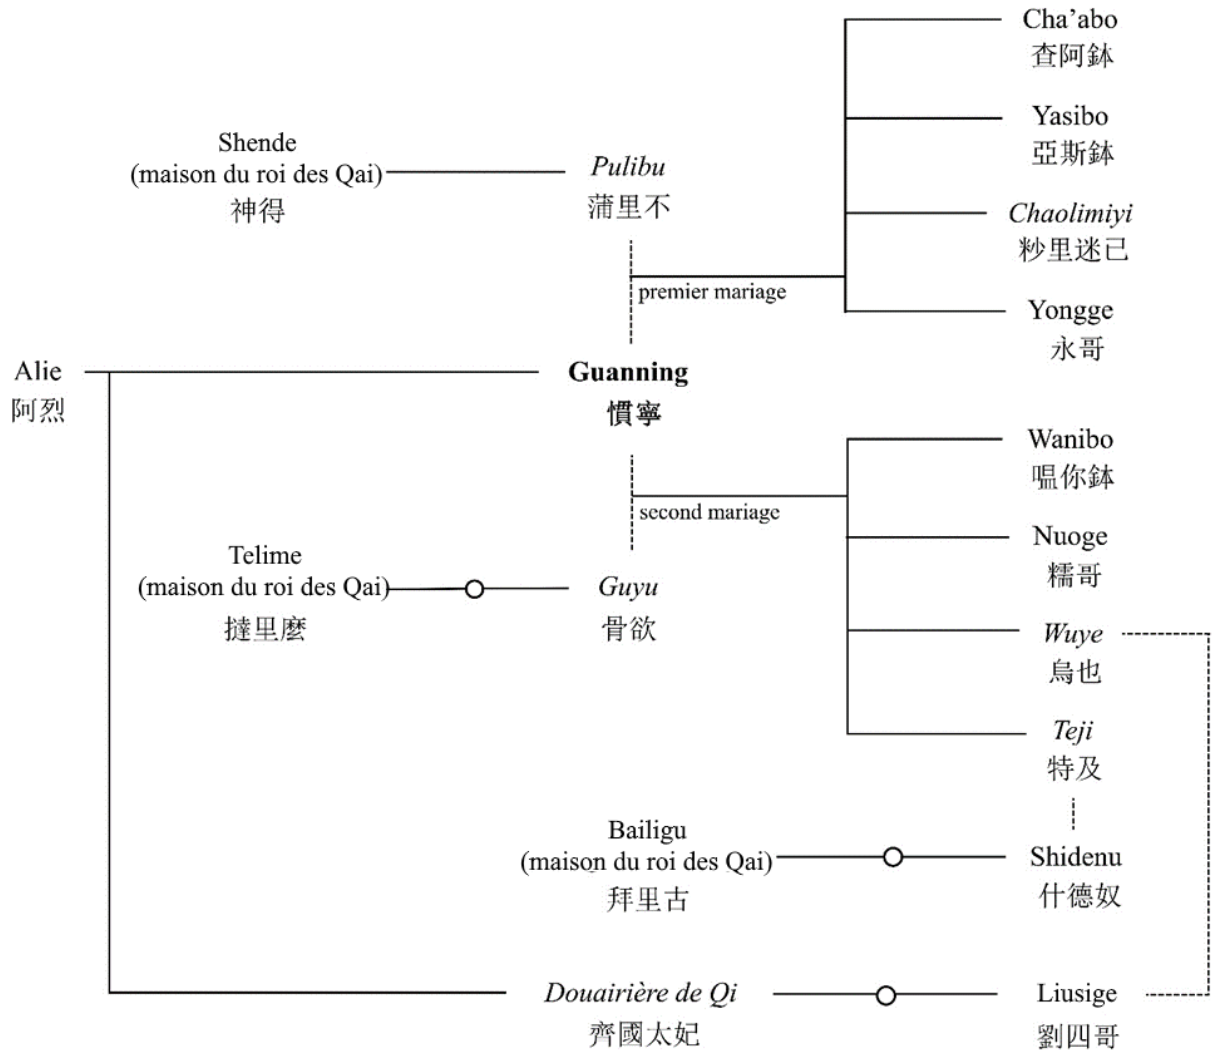 Cha’abo
查阿鉢
Yasibo
亞斯鉢
Shende
(maison du roi des Qai)
神得
Pulibu
蒲里不
Chaolimiyi
粆里迷已
premier mariage
Yongge
永哥
Alie
阿烈
Guanning
慣寧
Wanibo
嗢你鉢
second mariage
Nuoge
糯哥
Telime
(maison du roi des Qai)
撻里麼
Guyu
骨欲
Wuye
烏也
Teji
特及
Bailigu
(maison du roi des Qai)
拜里古
Shidenu
什德奴
Douairière de Qi
齊國太妃
Liusige
劉四哥